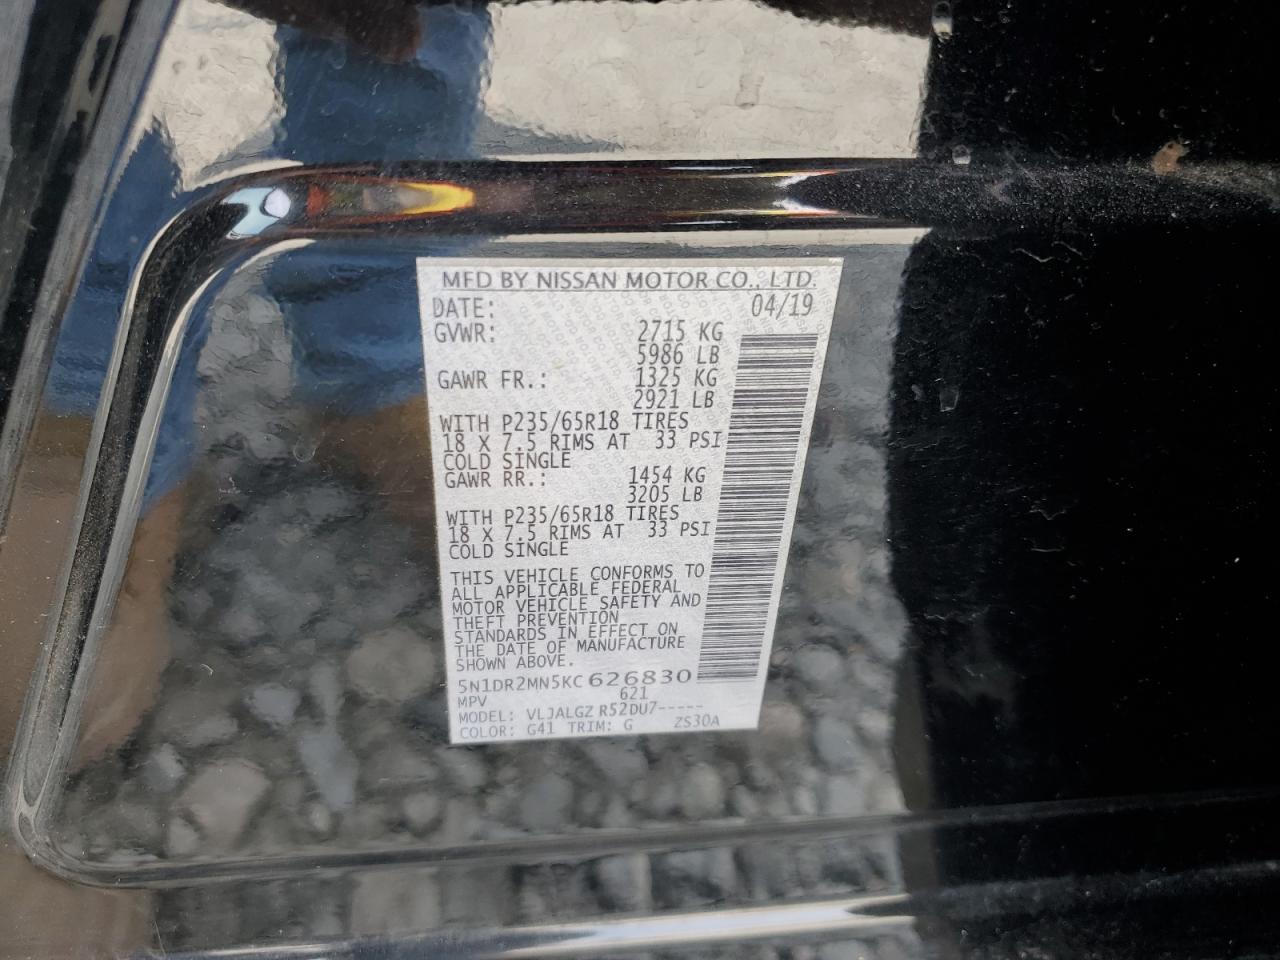 MFD BY NISSAN MOTOR CO., LTD.
DATE: 04/19
GVWR: 2715 KG
5986 LB
GAWR FR.: 1325 KG
2921 LB
WITH P235/65R18 TIRES
18 X 7.5 RIMS AT 33 PSI
COLD SINGLE
GAWR RR.: 1454 KG
3205 LB
WITH P235/65R18 TIRES
18 X 7.5 RIMS AT 33 PSI
COLD SINGLE
THIS VEHICLE CONFORMS TO
ALL APPLICABLE FEDERAL
MOTOR VEHICLE SAFETY AND
THEFT PREVENTION
STANDARDS IN EFFECT ON
THE DATE OF MANUFACTURE
SHOWN ABOVE.
5N1DR2MN5KC626830
MPV 621
MODEL: VLJALGZ R52DU7-----
COLOR: G41 TRIM: G ZS30A